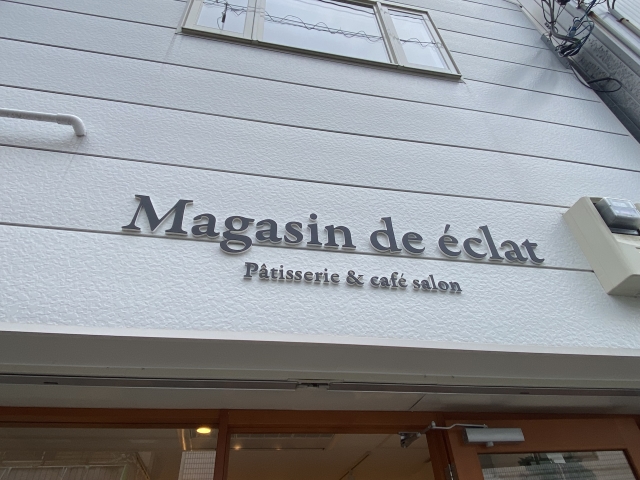 Magasin de éclat
Pâtisserie & café salon